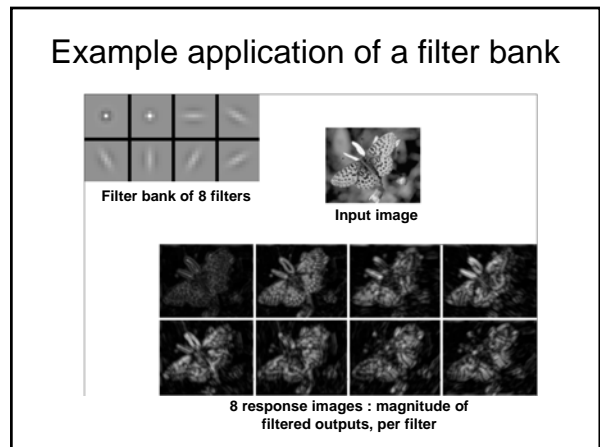 Example application of a filter bank
Filter bank of 8 filters
Input image
8 response images : magnitude of
filtered outputs, per filter